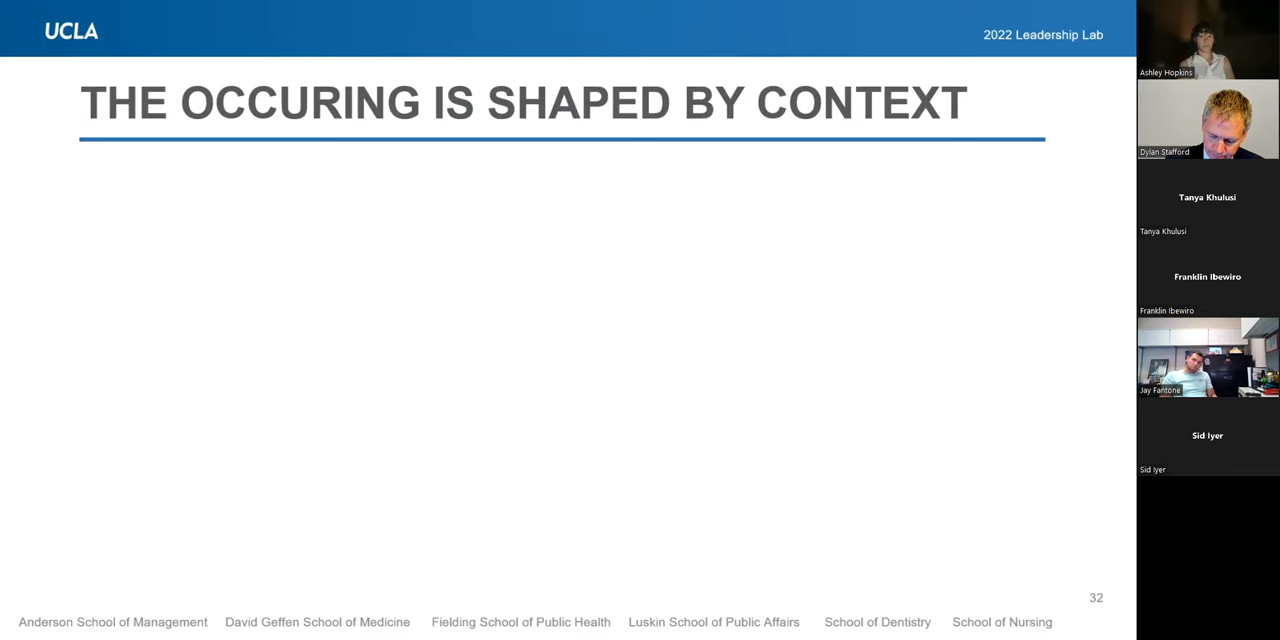 UCLA
2022 Leadership Lab
THE OCCURING IS SHAPED BY CONTEXT
32
Anderson School of Management David Geffen School of Medicine Fielding School of Public Health Luskin School of Public Affairs School of Dentistry School of Nursing
Ashley Hopkins
Dylan Stafford
Tanya Khulusi
Tanya Khulusi
Franklin Ibewiro
Franklin Ibewiro
Jay Fantone
Sid Iyer
Sid Iyer